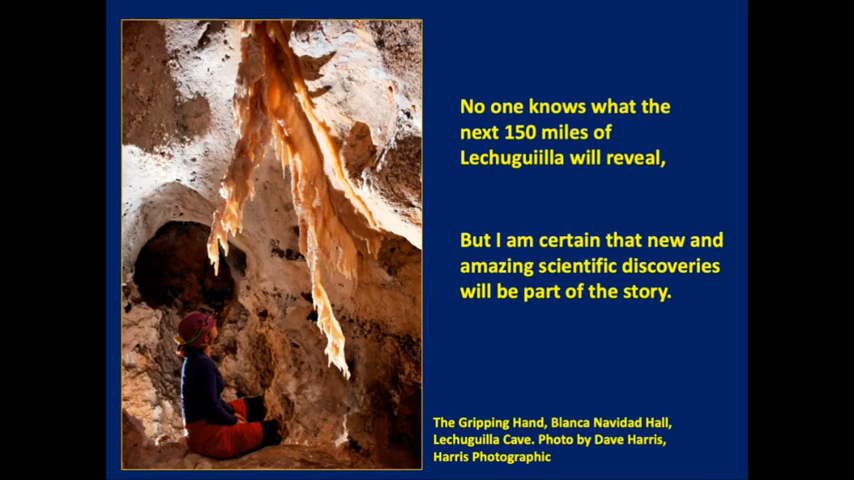 No one knows what the
next 150 miles of
Lechuguiilla will reveal,
But I am certain that new and
amazing scientific discoveries
will be part of the story.
The Gripping Hand, Blanca Navidad Hall,
Lechuguilla Cave. Photo by Dave Harris,
Harris Photographic